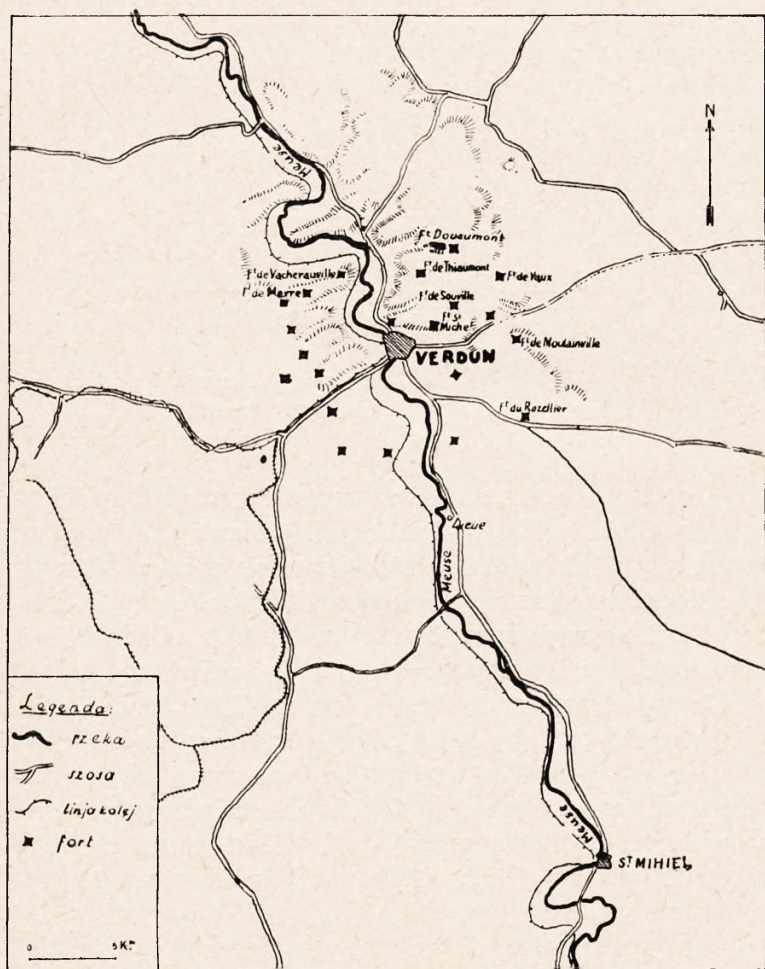 N
Meuse
Ft Douaumont
Ft de Thiaumont
Ft de Vaux
Ft de Vacherauville
Ft de Marre
Ft de Souville
Ft St
Michel
VERDUN
Ft de Moulainville
Ft du Rozellier
Dieue
Meuse
Meuse
ST MIHIEL
Legenda:
rzeka
szosa
linja kolej
fort
0 5 Km